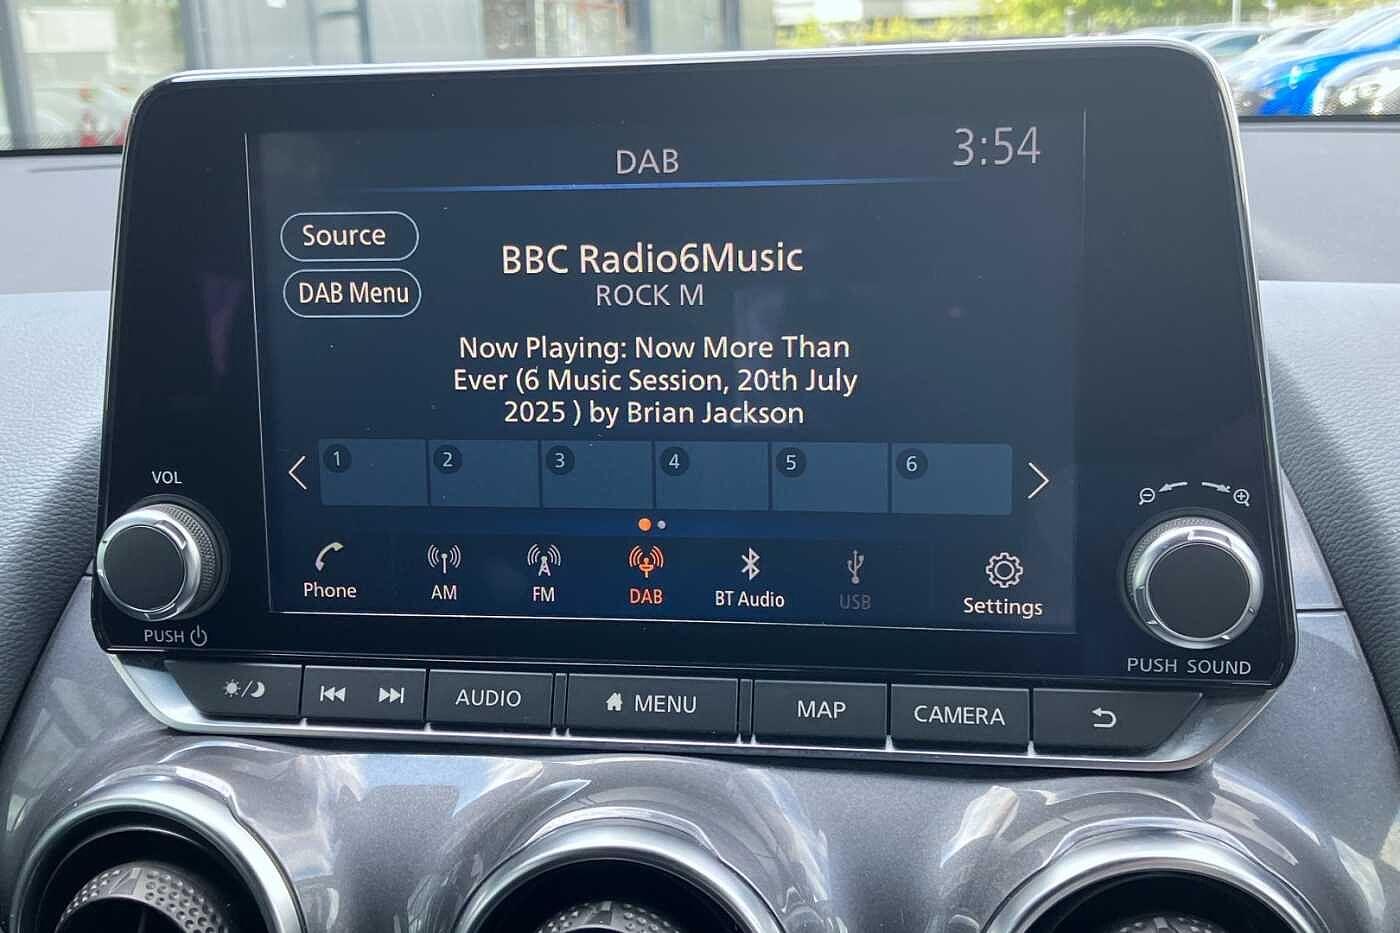 DAB
3:54
Source
DAB Menu
BBC Radio6Music
ROCK M
Now Playing: Now More Than
Ever (6 Music Session, 20th July
2025 ) by Brian Jackson
1 2 3 4 5 6
Phone AM FM DAB BT Audio USB Settings
VOL
PUSH
PUSH SOUND
AUDIO MENU MAP CAMERA